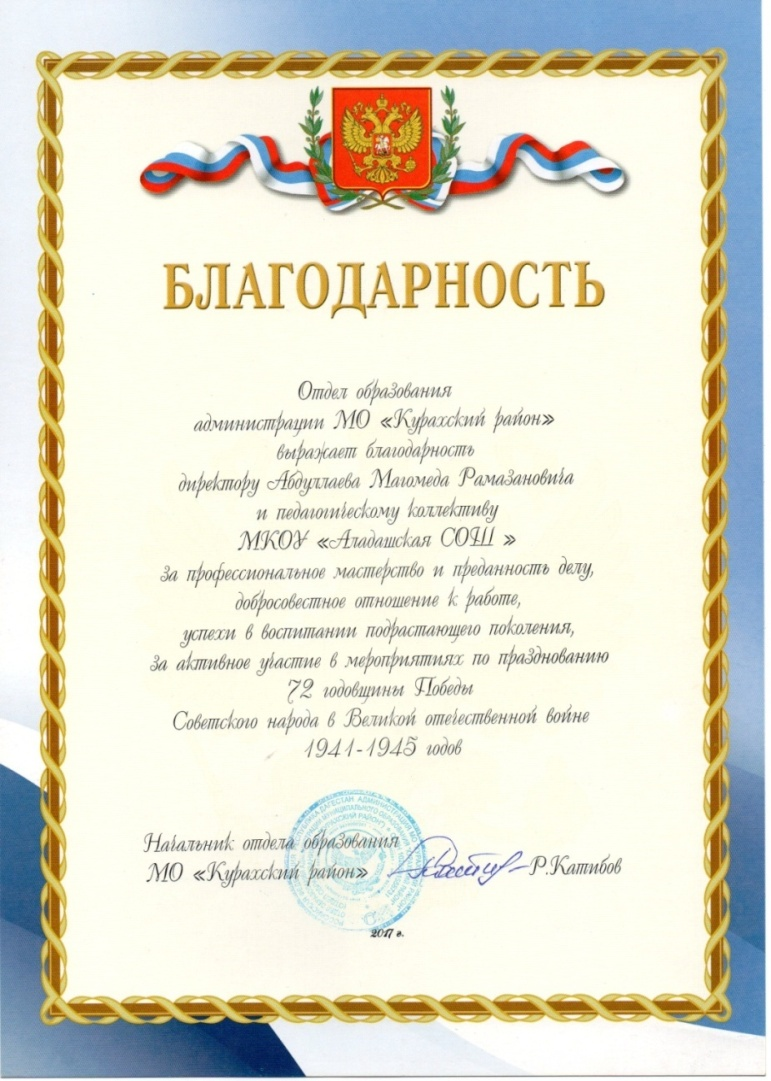 БЛАГОДАРНОСТЬ
Отдел образования
администрации МО «Курахский район»
выражает благодарность
директору Абдуллаева Магомеда Рамазановича
и педагогическому коллективу
МКОУ «Аладашская СОШ »
за профессиональное мастерство и преданность делу,
добросовестное отношение к работе,
успехи в воспитании подрастающего поколения,
за активное участие в мероприятиях по празднованию
72 годовщины Победы
Советского народа в Великой отечественной войне
1941-1945 годов
Начальник отдела образования
МО «Курахский район» Р.Катибов
2017 г.